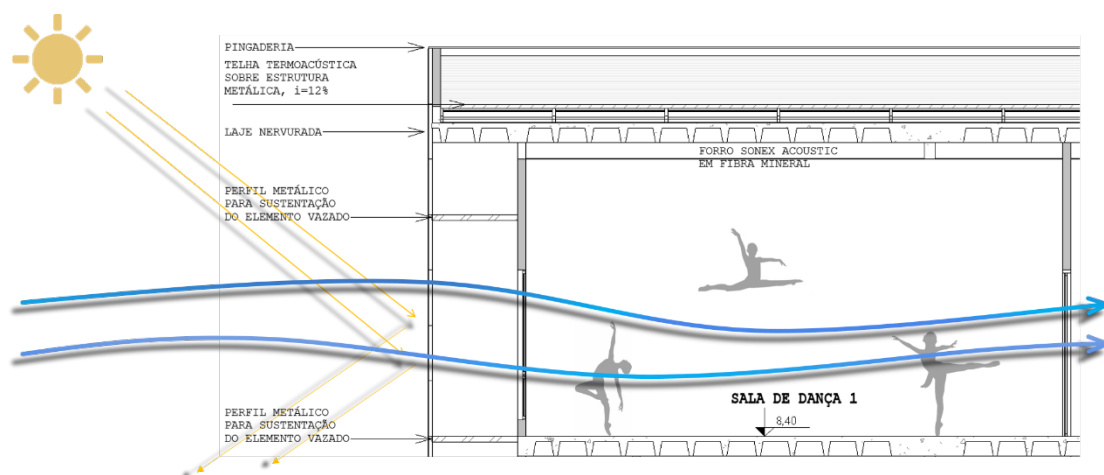 PINGADERIA
TELHA TERMOACÚSTICA
SOBRE ESTRUTURA
METÁLICA, i=12%
LAJE NERVURADA
FORRO SONEX ACOUSTIC
EM FIBRA MINERAL
PERFIL METÁLICO
PARA SUSTENTAÇÃO
DO ELEMENTO VAZADO
SALA DE DANÇA 1
8,40
PERFIL METÁLICO
PARA SUSTENTAÇÃO
DO ELEMENTO VAZADO